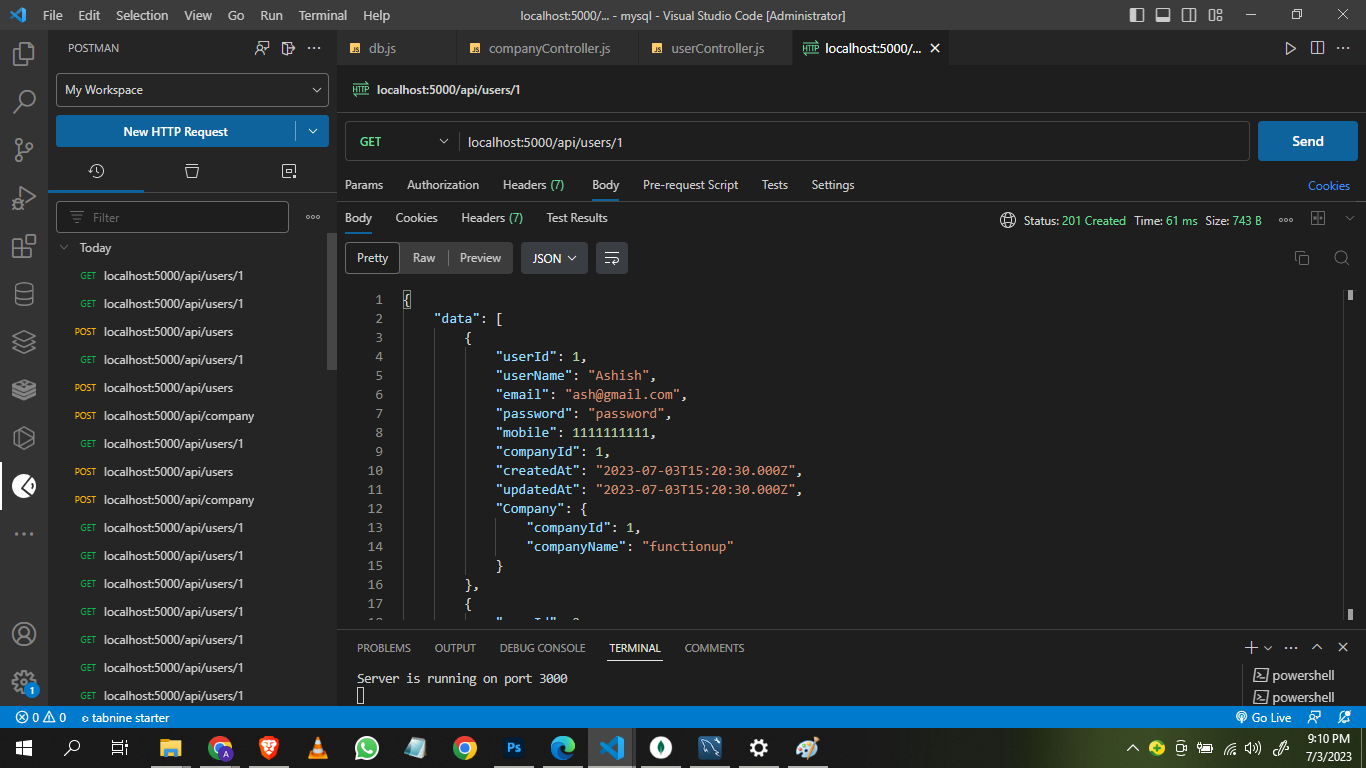 File Edit Selection View Go Run Terminal Help localhost:5000/... - mysql - Visual Studio Code [Administrator]
POSTMAN
db.js companyController.js userController.js localhost:5000/...
My Workspace
New HTTP Request
Filter
Today
GET localhost:5000/api/users/1
GET localhost:5000/api/users/1
POST localhost:5000/api/users
GET localhost:5000/api/users/1
POST localhost:5000/api/users
POST localhost:5000/api/company
GET localhost:5000/api/users/1
POST localhost:5000/api/users
POST localhost:5000/api/company
GET localhost:5000/api/users/1
GET localhost:5000/api/users/1
GET localhost:5000/api/users/1
GET localhost:5000/api/users/1
GET localhost:5000/api/users/1
GET localhost:5000/api/users/1
GET localhost:5000/api/users/1
HTTP localhost:5000/api/users/1
GET localhost:5000/api/users/1 Send
Params Authorization Headers (7) Body Pre-request Script Tests Settings Cookies
Body Cookies Headers (7) Test Results Status: 201 Created Time: 61 ms Size: 743 B
Pretty Raw Preview JSON
1 {
2 "data": [
3 {
4 "userId": 1,
5 "userName": "Ashish",
6 "email": "ash@gmail.com",
7 "password": "password",
8 "mobile": 1111111111,
9 "companyId": 1,
10 "createdAt": "2023-07-03T15:20:30.000Z",
11 "updatedAt": "2023-07-03T15:20:30.000Z",
12 "Company": {
13 "companyId": 1,
14 "companyName": "functionup"
15 }
16 },
17 {
PROBLEMS OUTPUT DEBUG CONSOLE TERMINAL COMMENTS
Server is running on port 3000
powershell
powershell
1
0 0 tabnine starter Go Live
A Ps
9:10 PM
7/3/2023